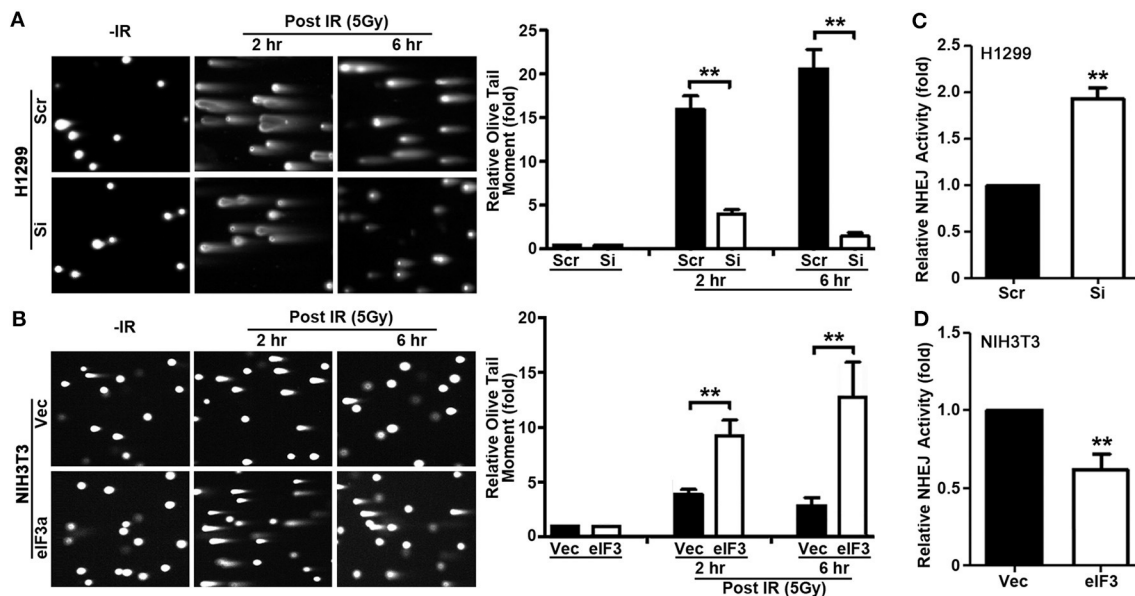 A
-IR
Post IR (5Gy)
2 hr
6 hr
H1299
Scr
Si
Relative Olive Tail
Moment (fold)
25
20
15
10
5
0
Scr Si
Scr Si
Scr Si
2 hr
6 hr
**
**
B
-IR
Post IR (5Gy)
2 hr
6 hr
NIH3T3
Vec
eIF3a
Relative Olive Tail
Moment (fold)
20
15
10
5
0
Vec eIF3
Vec eIF3
Vec eIF3
2 hr
6 hr
Post IR (5Gy)
**
**
C
H1299
Relative NHEJ Activity (fold)
2.5
2.0
1.5
1.0
0
**
Scr
Si
D
NIH3T3
Relative NHEJ Activity (fold)
1.5
1.0
0.5
0
**
Vec
eIF3